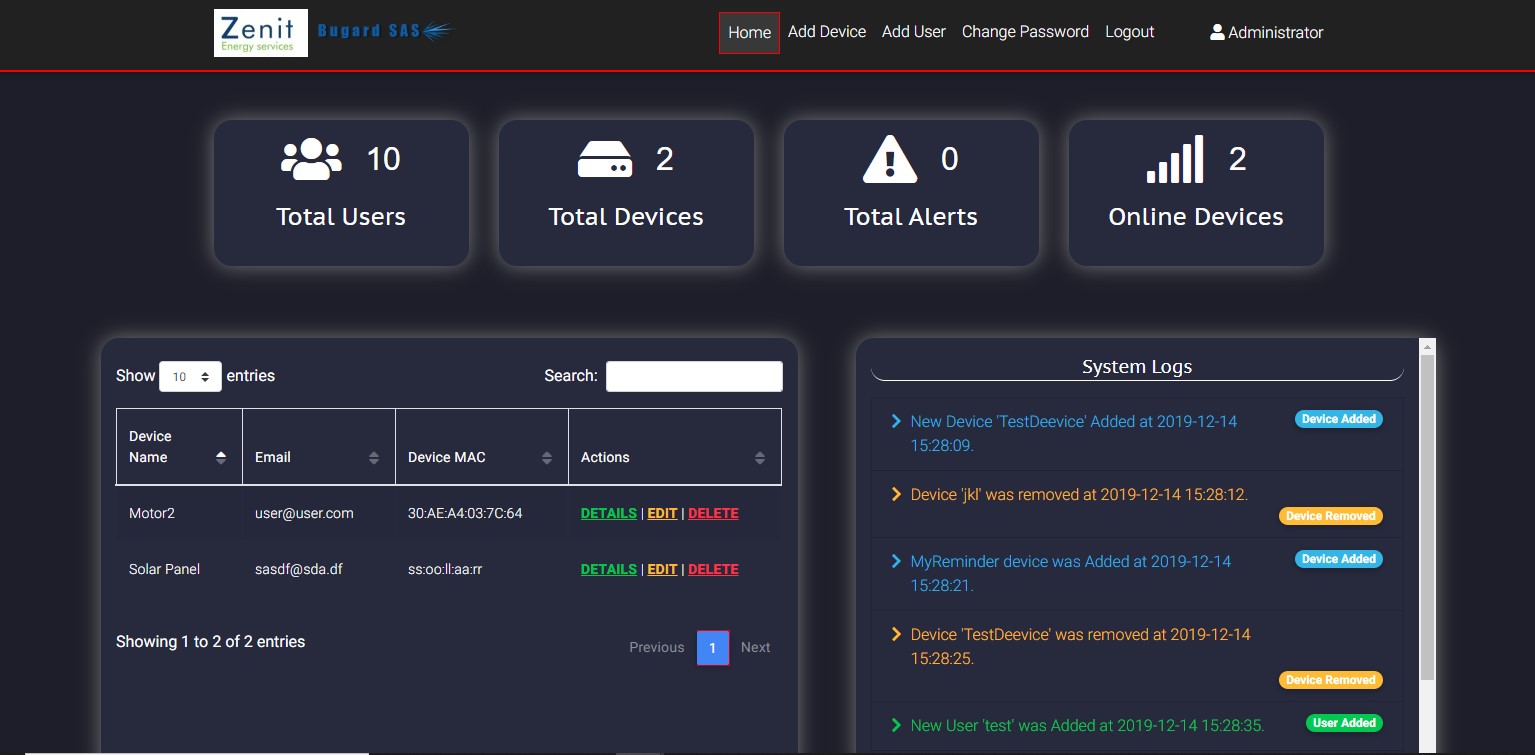 Zenit
Energy services
Bugard SAS
Home Add Device Add User Change Password Logout Administrator
10
Total Users
2
Total Devices
0
Total Alerts
2
Online Devices
Show 10 entries Search:
Device
Name Email Device MAC Actions
Motor2 user@user.com 30:AE:A4:03:7C:64 DETAILS | EDIT | DELETE
Solar Panel sasdf@sda.df ss:oo:ll:aa:rr DETAILS | EDIT | DELETE
Showing 1 to 2 of 2 entries Previous 1 Next
System Logs
New Device 'TestDeevice' Added at 2019-12-14 Device Added
15:28:09.
Device 'jkl' was removed at 2019-12-14 15:28:12.
Device Removed
MyReminder device was Added at 2019-12-14 Device Added
15:28:21.
Device 'TestDeevice' was removed at 2019-12-14
15:28:25.
Device Removed
New User 'test' was Added at 2019-12-14 15:28:35. User Added